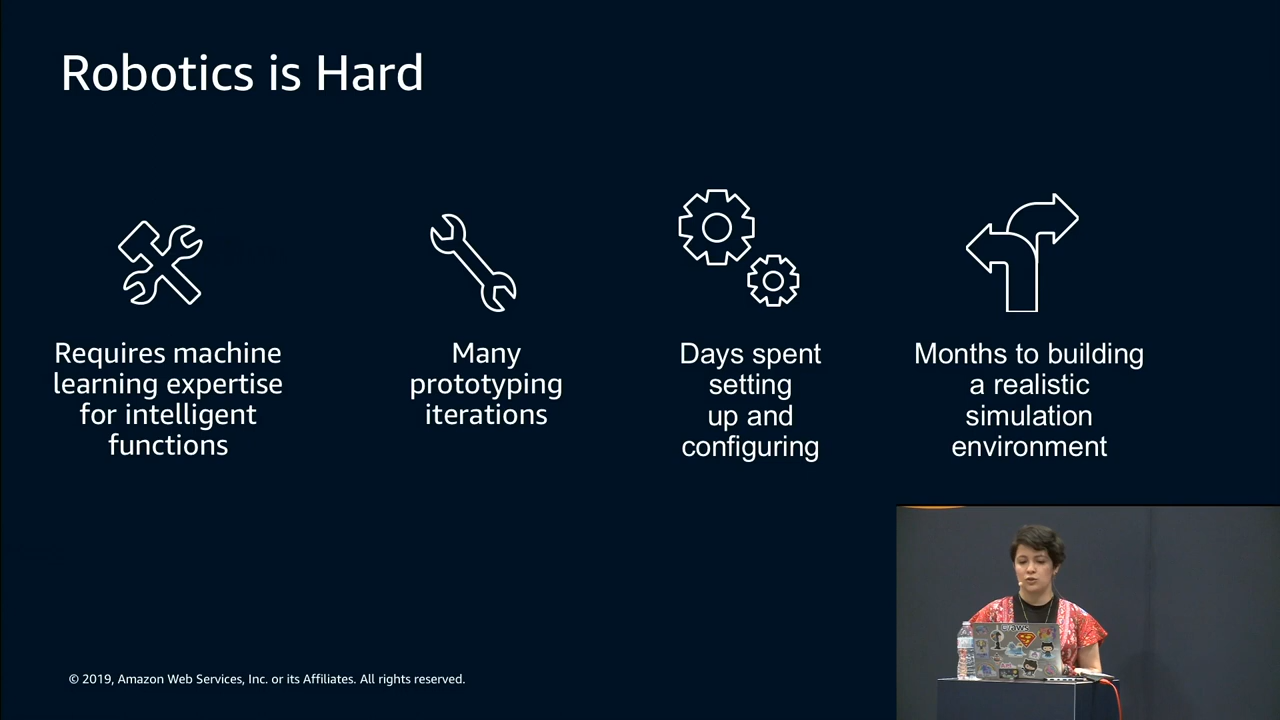 Robotics is Hard
Requires machine
learning expertise
for intelligent
functions
Many
prototyping
iterations
Days spent
setting
up and
configuring
Months to building
a realistic
simulation
environment
© 2019, Amazon Web Services, Inc. or its Affiliates. All rights reserved.